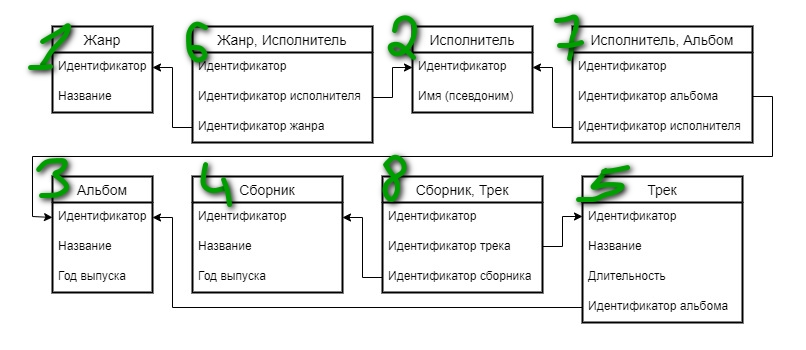 1 Жанр
Идентификатор
Название
6 Жанр, Исполнитель
Идентификатор
Идентификатор исполнителя
Идентификатор жанра
2 Исполнитель
Идентификатор
Имя (псевдоним)
7 Исполнитель, Альбом
Идентификатор
Идентификатор альбома
Идентификатор исполнителя
3 Альбом
Идентификатор
Название
Год выпуска
4 Сборник
Идентификатор
Название
Год выпуска
8 Сборник, Трек
Идентификатор
Идентификатор трека
Идентификатор сборника
5 Трек
Идентификатор
Название
Длительность
Идентификатор альбома